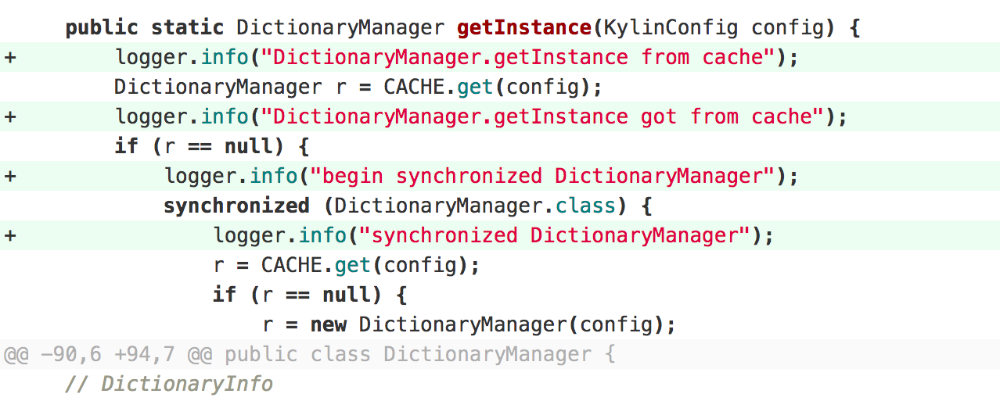 public static DictionaryManager getInstance(KylinConfig config) {
+        logger.info("DictionaryManager.getInstance from cache");
        DictionaryManager r = CACHE.get(config);
+        logger.info("DictionaryManager.getInstance got from cache");
        if (r == null) {
+            logger.info("begin synchronized DictionaryManager");
            synchronized (DictionaryManager.class) {
+                logger.info("synchronized DictionaryManager");
                r = CACHE.get(config);
                if (r == null) {
                    r = new DictionaryManager(config);
@@ −90,6 +94,7 @@ public class DictionaryManager {
    // DictionaryInfo